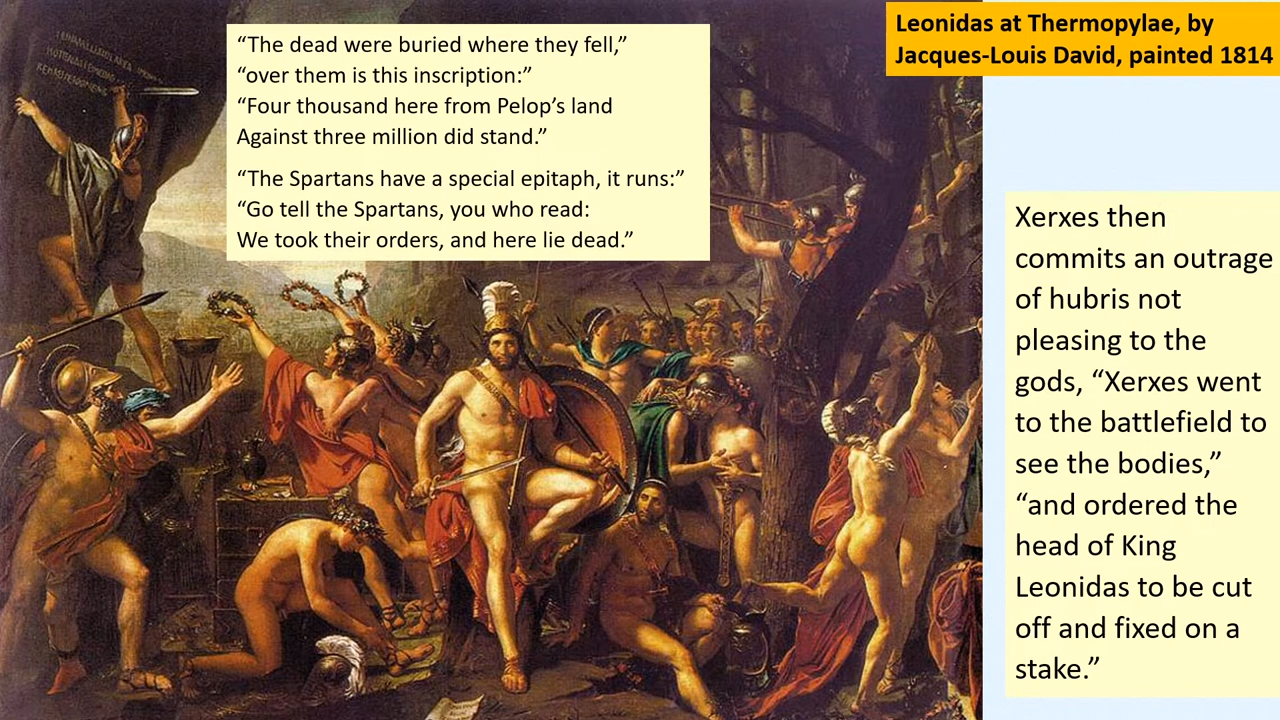 Leonidas at Thermopylae, by
Jacques-Louis David, painted 1814
“The dead were buried where they fell,”
“over them is this inscription:”
“Four thousand here from Pelop’s land
Against three million did stand.”
“The Spartans have a special epitaph, it runs:”
“Go tell the Spartans, you who read:
We took their orders, and here lie dead.”
Xerxes then
commits an outrage
of hubris not
pleasing to the
gods, “Xerxes went
to the battlefield to
see the bodies,”
“and ordered the
head of King
Leonidas to be cut
off and fixed on a
stake.”